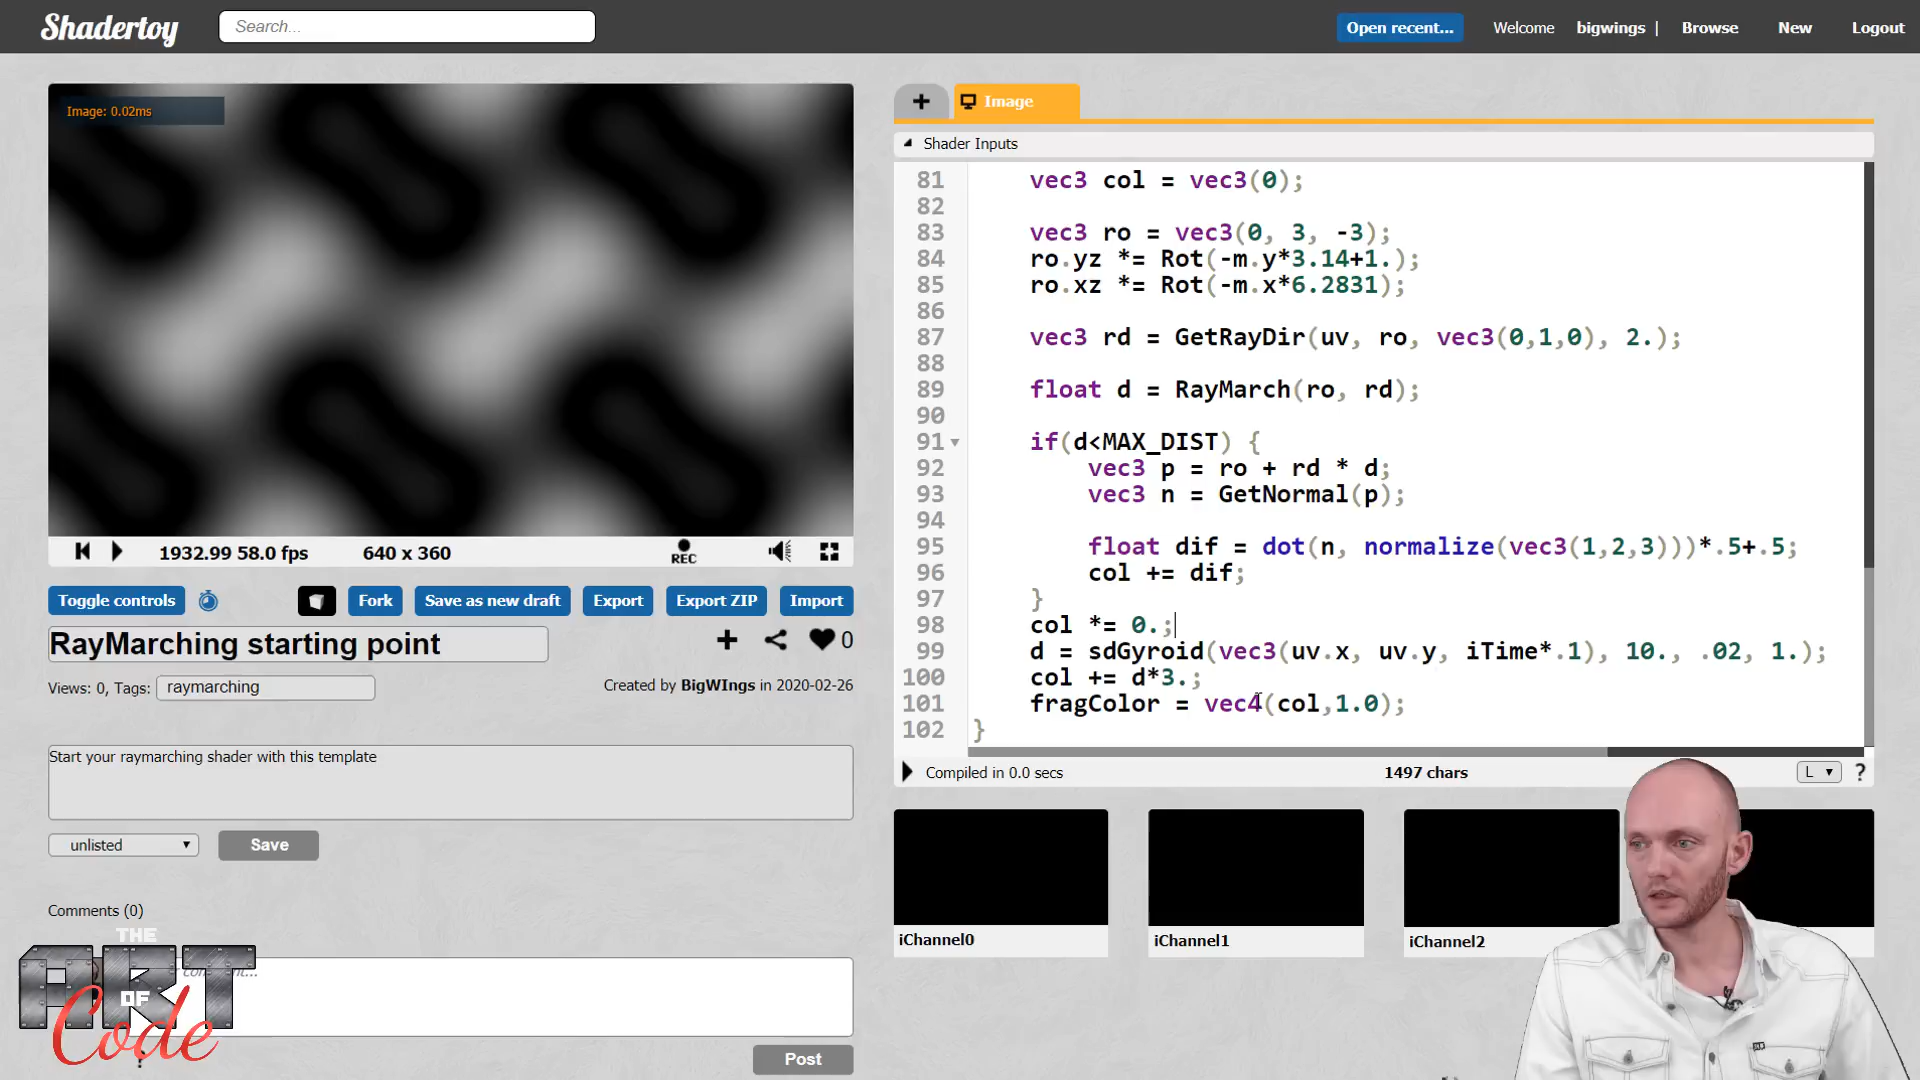 Shadertoy
Search...
Open recent...
Welcome bigwings |
Browse
New
Logout
Image: 0.02ms
+
Image
Shader Inputs
81 vec3 col = vec3(0);
82
83 vec3 ro = vec3(0, 3, -3);
84 ro.yz *= Rot(-m.y*3.14+1.);
85 ro.xz *= Rot(-m.x*6.2831);
86
87 vec3 rd = GetRayDir(uv, ro, vec3(0,1,0), 2.);
88
89 float d = RayMarch(ro, rd);
90
91 if(d<MAX_DIST) {
92 vec3 p = ro + rd * d;
93 vec3 n = GetNormal(p);
94
95 float dif = dot(n, normalize(vec3(1,2,3)))*.5+.5;
96 col += dif;
97 }
98 col *= 0.;
99 d = sdGyroid(vec3(uv.x, uv.y, iTime*.1), 10., .02, 1.);
100 col += d*3.;
101 fragColor = vec4(col,1.0);
102 }
1932.99 58.0 fps
640 x 360
REC
Toggle controls
Fork
Save as new draft
Export
Export ZIP
Import
RayMarching starting point
0
Views: 0, Tags:
raymarching
Created by BigWIngs in 2020-02-26
Start your raymarching shader with this template
unlisted
Save
Comments (0)
Post
Compiled in 0.0 secs
1497 chars
L
?
iChannel0
iChannel1
iChannel2
THE
ART
OF
Code